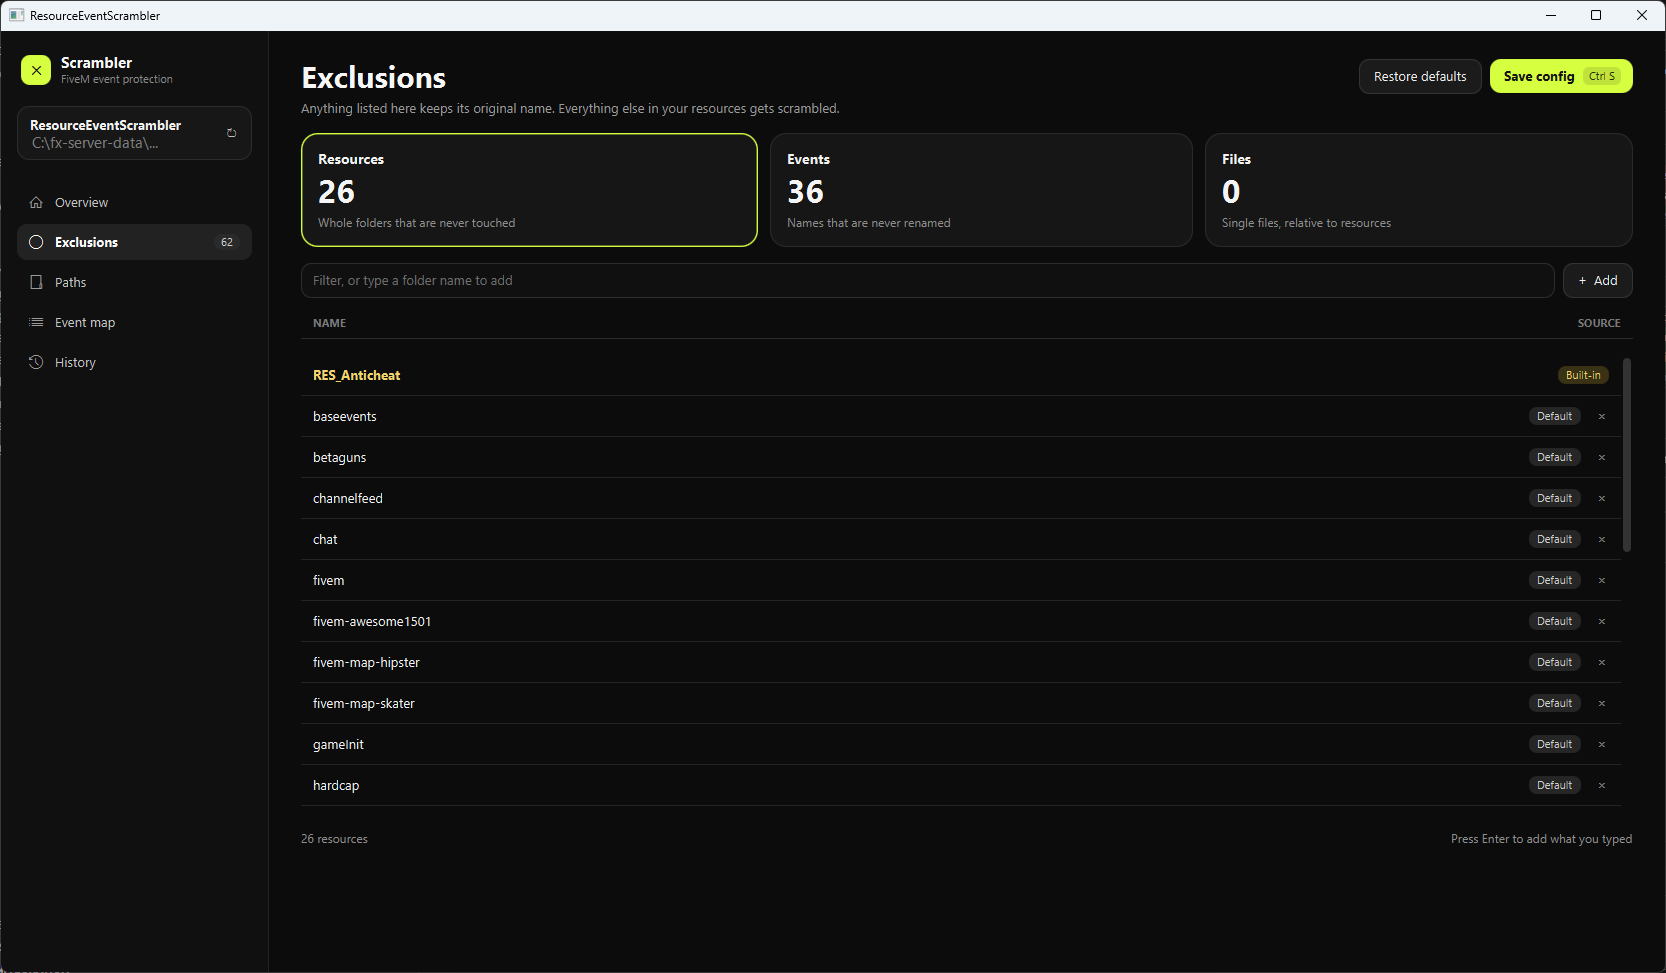 ResourceEventScrambler
Scrambler
FiveM event protection
ResourceEventScrambler
C:\fx-server-data\...
Overview
Exclusions 62
Paths
Event map
History
Exclusions
Anything listed here keeps its original name. Everything else in your resources gets scrambled.
Restore defaults
Save config Ctrl S
Resources
26
Whole folders that are never touched
Events
36
Names that are never renamed
Files
0
Single files, relative to resources
Filter, or type a folder name to add
+ Add
NAME SOURCE
RES_Anticheat Built-in
baseevents Default ×
betaguns Default ×
channelfeed Default ×
chat Default ×
fivem Default ×
fivem-awesome1501 Default ×
fivem-map-hipster Default ×
fivem-map-skater Default ×
gameInit Default ×
hardcap Default ×
26 resources
Press Enter to add what you typed